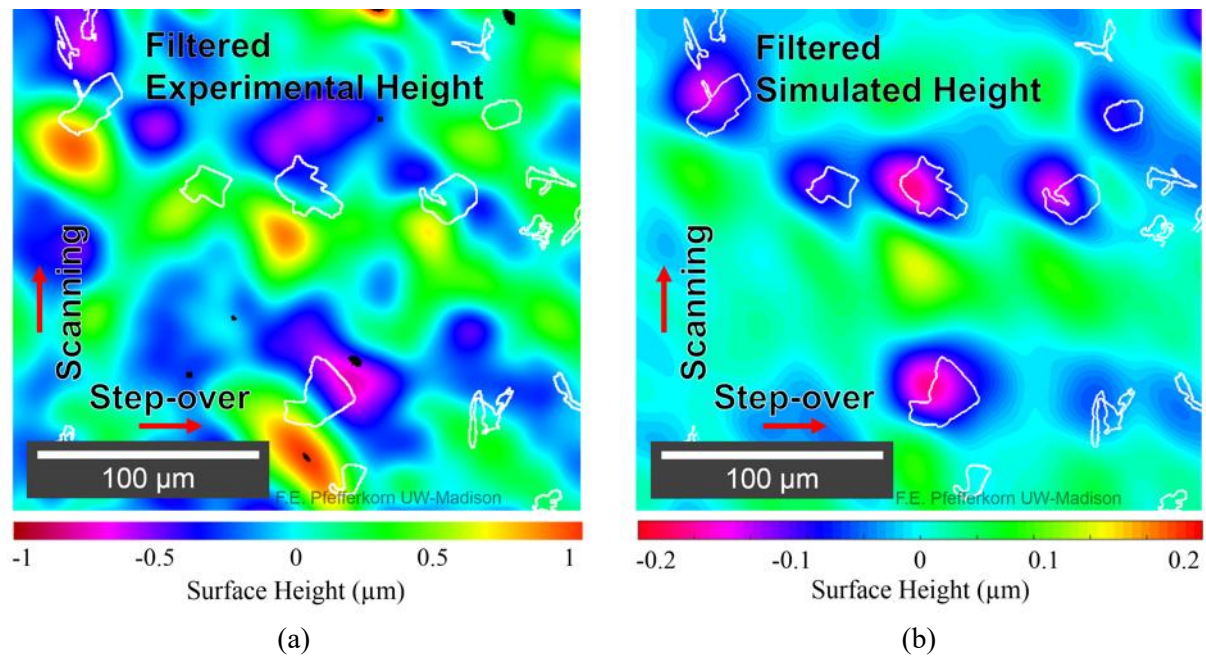 Filtered
Experimental Height
Scanning
Step-over
100 µm
F.E. Pfefferkorn UW-Madison
-1 -0.5 0 0.5 1
Surface Height (µm)
(a)
Filtered
Simulated Height
Scanning
Step-over
100 µm
F.E. Pfefferkorn UW-Madison
-0.2 -0.1 0 0.1 0.2
Surface Height (µm)
(b)